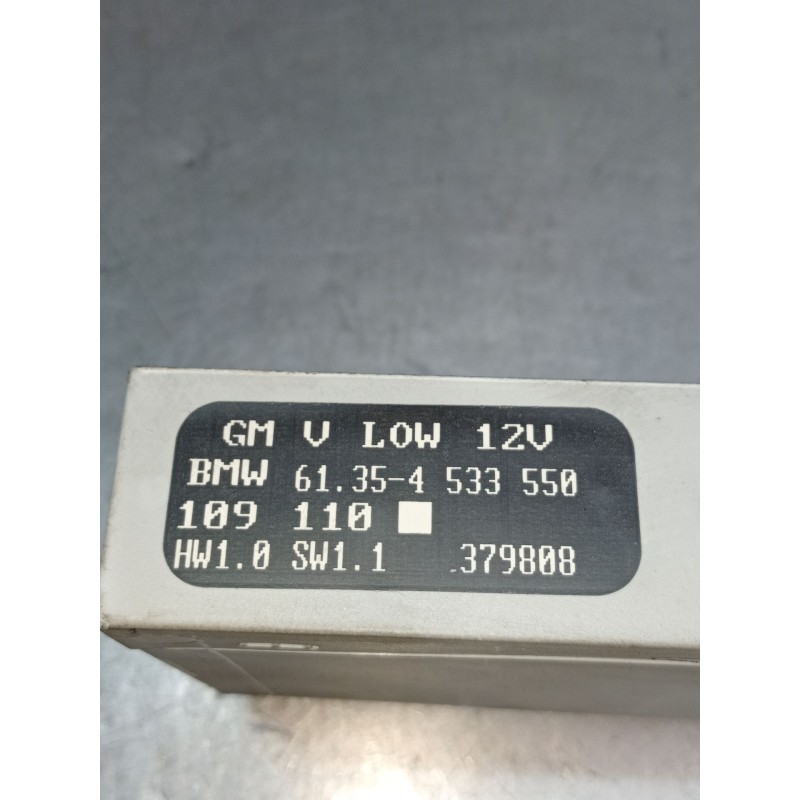 GM V LOW 12V
BMW 61.35-4 533 550
109 110
HW1.0 SW1.1 .379808